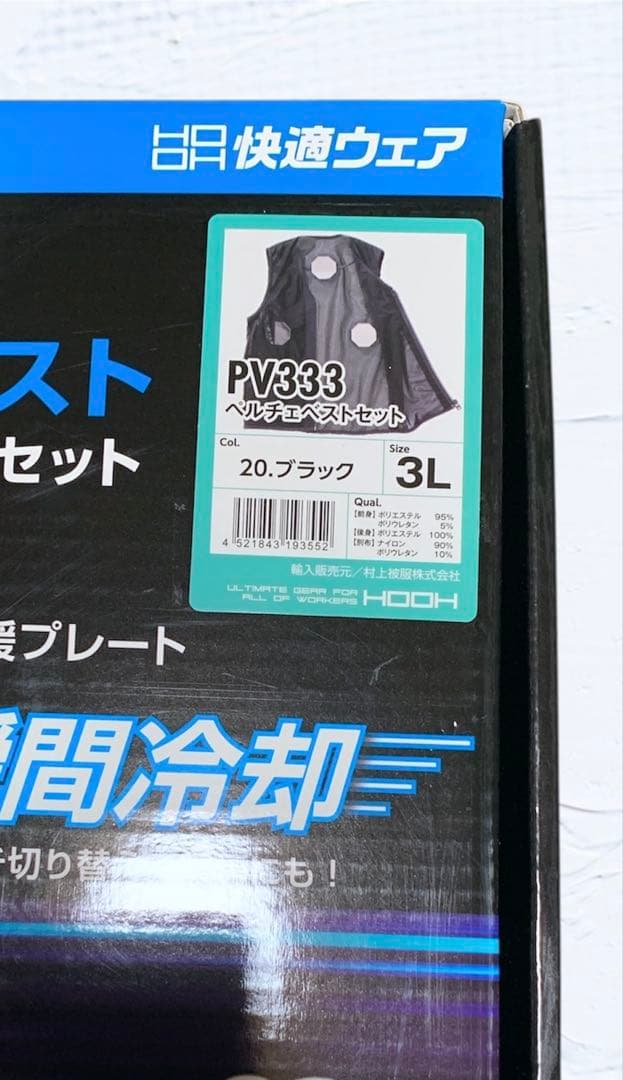 HOOH 快適ウェア
PV333
ペルチェベストセット
Col.
20.ブラック
Size
3L
4 521843 193552
Qual.
【前身】ポリエステル 95%
ポリウレタン 5%
【後身】ポリエステル 100%
【別布】ナイロン 90%
ポリウレタン 10%
輸入販売元/村上被服株式会社
ULTIMATE GEAR FOR
ALL OF WORKERS HOOH
スト
セット
プレート
間冷却
切り替
にも!